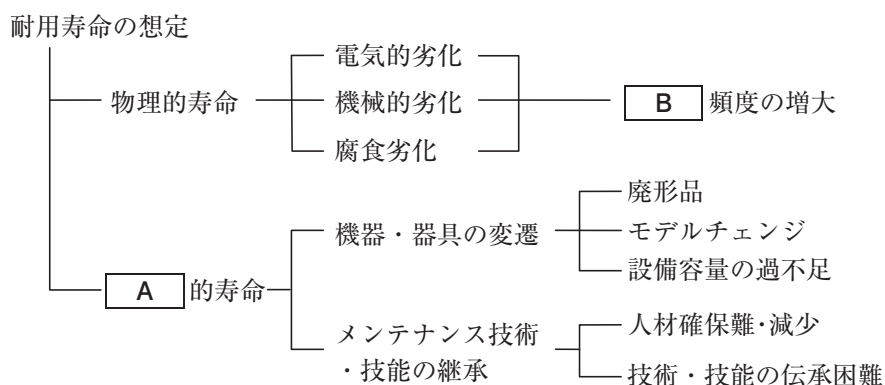 耐用寿命の想定
電気的劣化
物理的寿命
機械的劣化
B 頻度の増大
腐食劣化
廃形品
機器・器具の変遷
モデルチェンジ
設備容量の過不足
A 的寿命
メンテナンス技術
・技能の継承
人材確保難・減少
技術・技能の伝承困難